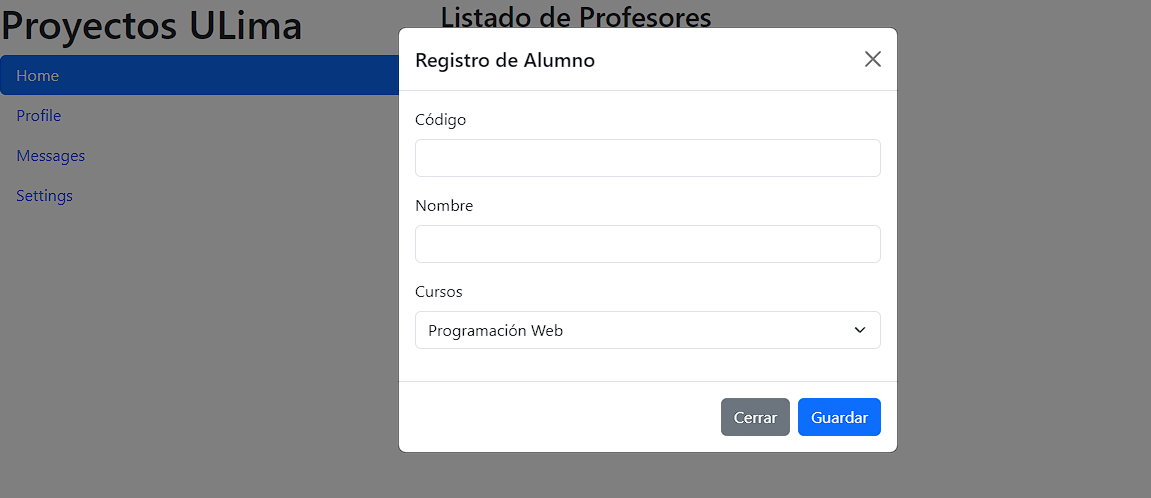 Proyectos ULima
Home
Profile
Messages
Settings
Listado de Profesores
Registro de Alumno
Código
Nombre
Cursos
Programación Web
Cerrar
Guardar